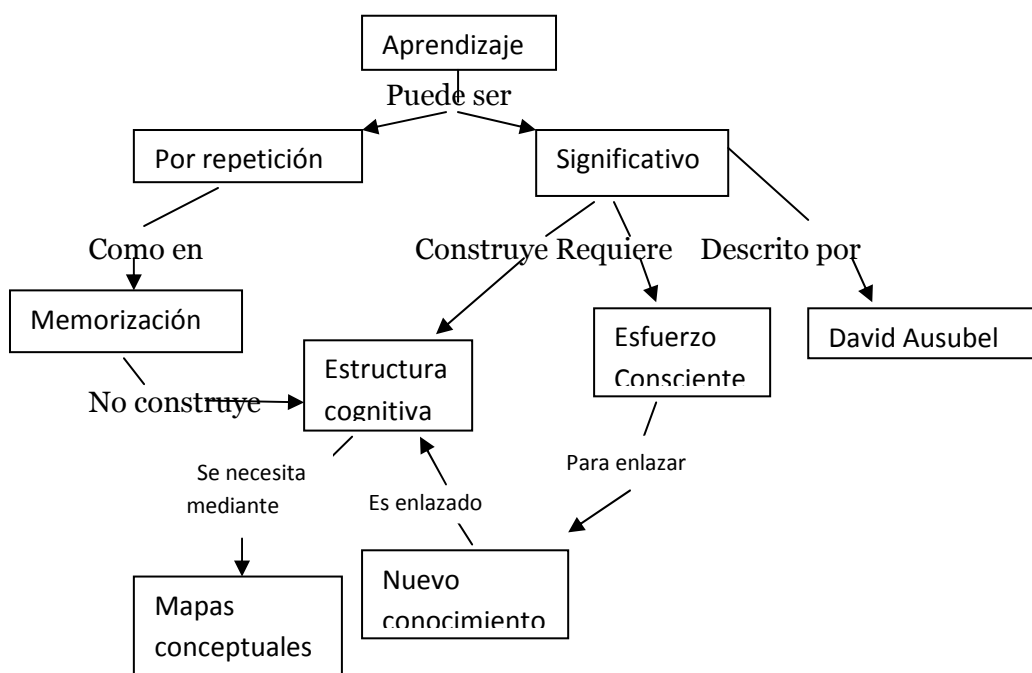 Aprendizaje
Puede ser
Por repetición
Significativo
Como en
Construye Requiere
Descrito por
Memorización
Esfuerzo
Consciente
David Ausubel
Estructura
cognitiva
No construye
Se necesita
mediante
Es enlazado
Para enlazar
Mapas
conceptuales
Nuevo
conocimiento